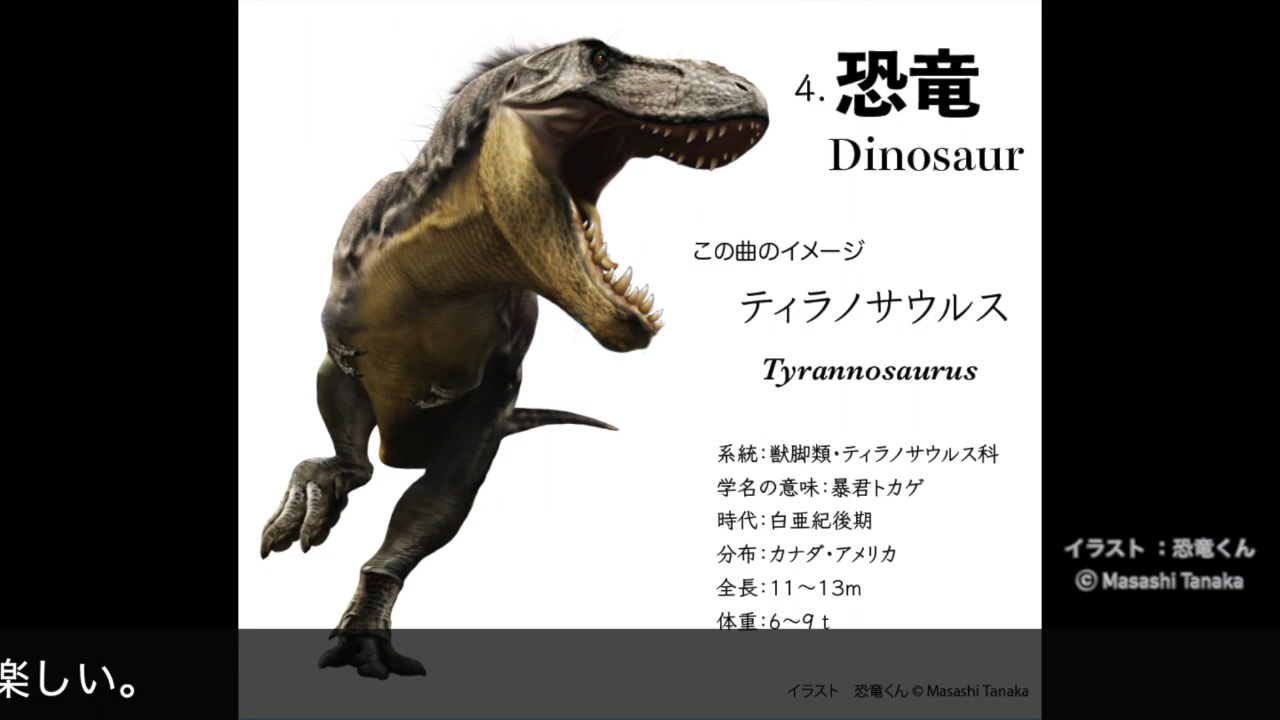 4. 恐竜
Dinosaur
この曲のイメージ
ティラノサウルス
Tyrannosaurus
系統：獣脚類・ティラノサウルス科
学名の意味：暴君トカゲ
時代：白亜紀後期
分布：カナダ・アメリカ
全長：11〜13m
体重：6〜9 t
イラスト ：恐竜くん
© Masashi Tanaka
楽しい。
イラスト 恐竜くん © Masashi Tanaka